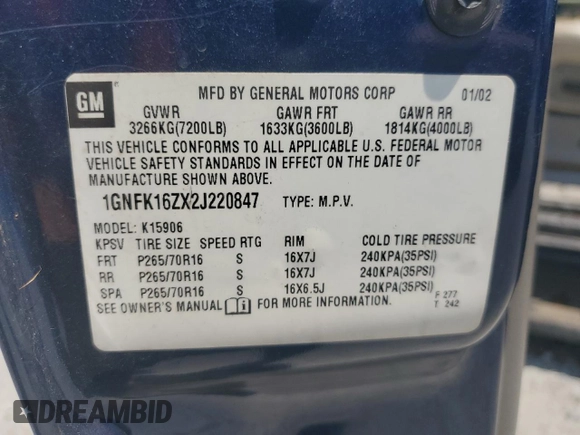 GM
MFD BY GENERAL MOTORS CORP 01/02
GVWR GAWR FRT GAWR RR
3266KG(7200LB) 1633KG(3600LB) 1814KG(4000LB)
THIS VEHICLE CONFORMS TO ALL APPLICABLE U.S. FEDERAL MOTOR
VEHICLE SAFETY STANDARDS IN EFFECT ON THE DATE OF
MANUFACTURE SHOWN ABOVE.
1GNFK16ZX2J220847 TYPE: M.P.V.
MODEL: K15906
KPSV TIRE SIZE SPEED RTG RIM COLD TIRE PRESSURE
FRT P265/70R16 S 16X7J 240KPA(35PSI)
RR P265/70R16 S 16X7J 240KPA(35PSI)
SPA P265/70R16 S 16X6.5J 240KPA(35PSI)
SEE OWNER'S MANUAL FOR MORE INFORMATION
F 277
T 242
DREAMBID